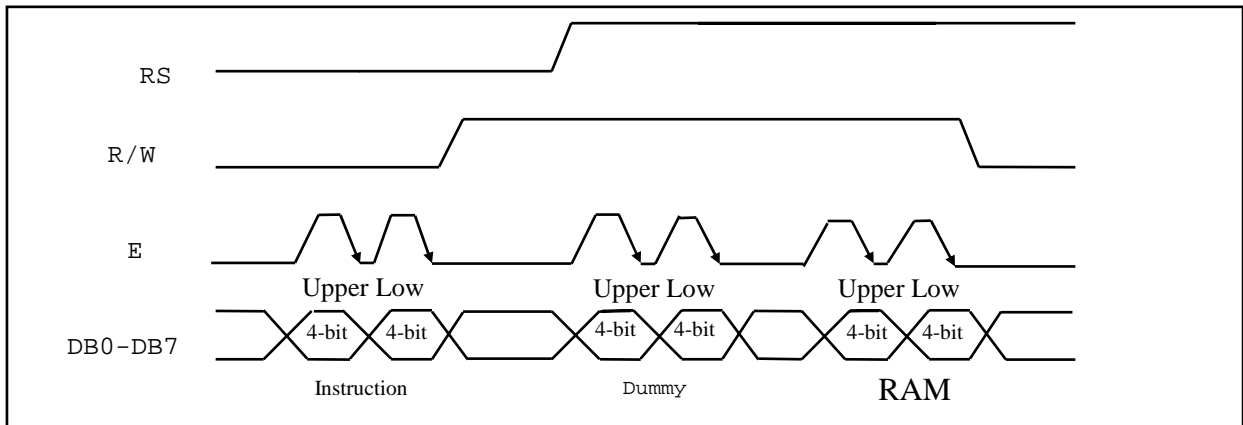 RS
R/W
E
Upper Low Upper Low Upper Low
DB0-DB7 4-bit 4-bit 4-bit 4-bit 4-bit 4-bit
Instruction Dummy RAM